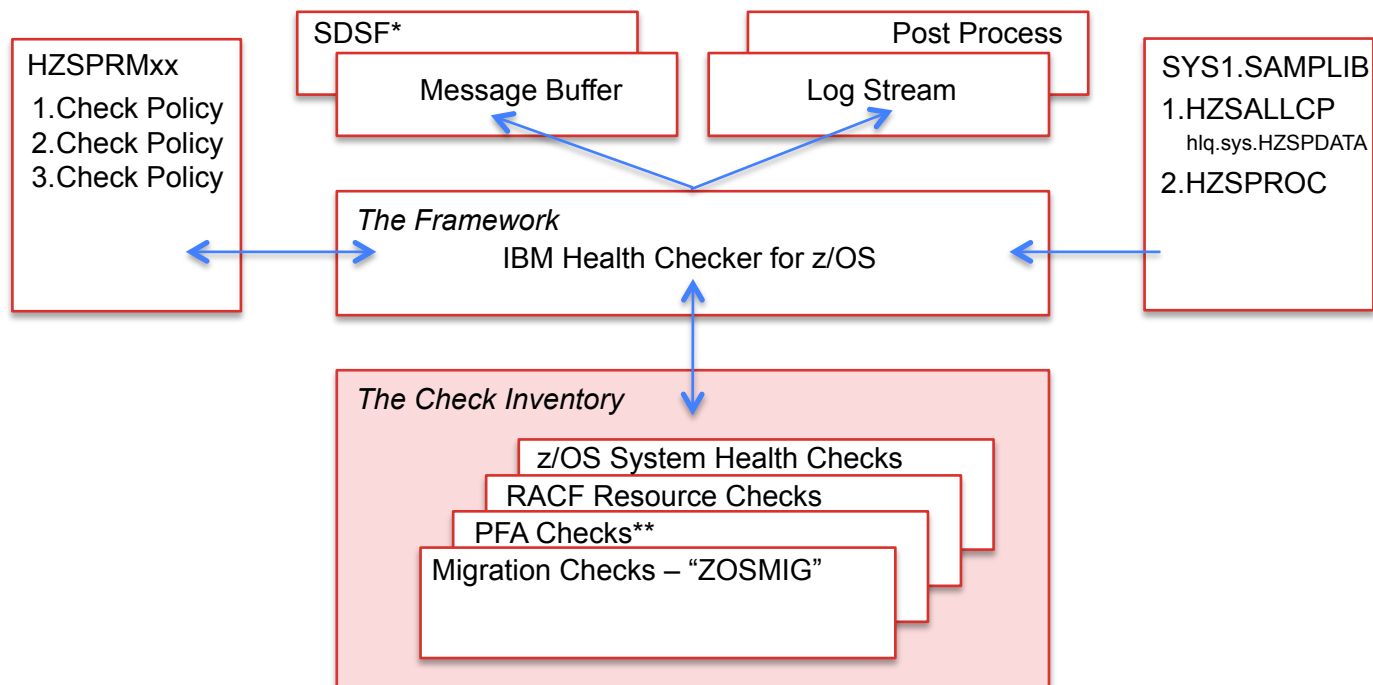 HZSPRMxx
1.Check Policy
2.Check Policy
3.Check Policy
SDSF*
Message Buffer
Post Process
Log Stream
SYS1.SAMPLIB
1.HZSALLCP
hlq.sys.HZSPDATA
2.HZSPROC
The Framework
IBM Health Checker for z/OS
The Check Inventory
z/OS System Health Checks
RACF Resource Checks
PFA Checks**
Migration Checks – “ZOSMIG”